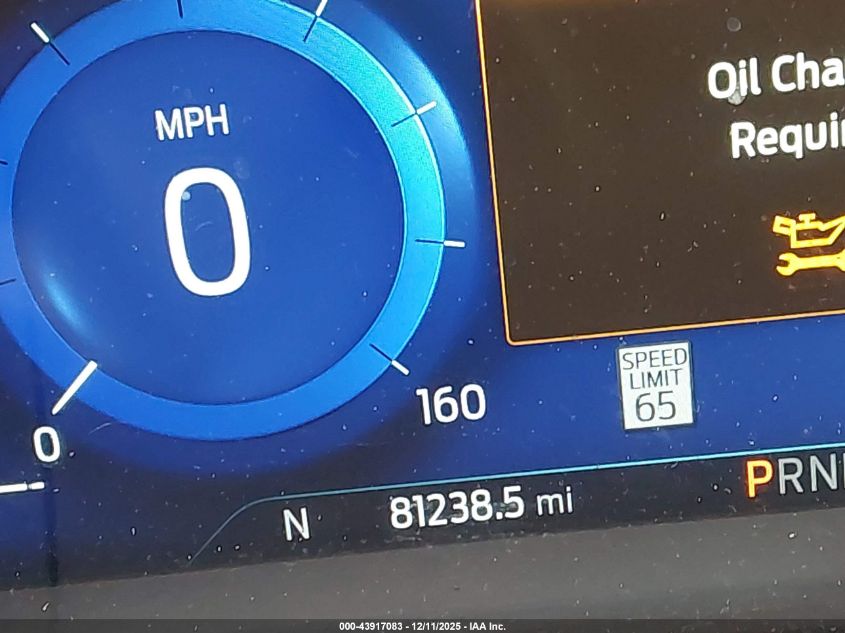 MPH
0
0
160
Oil Cha
Requir
SPEED
LIMIT
65
N
81238.5 mi
PRN
000-43917083 - 12/11/2025 - IAA Inc.